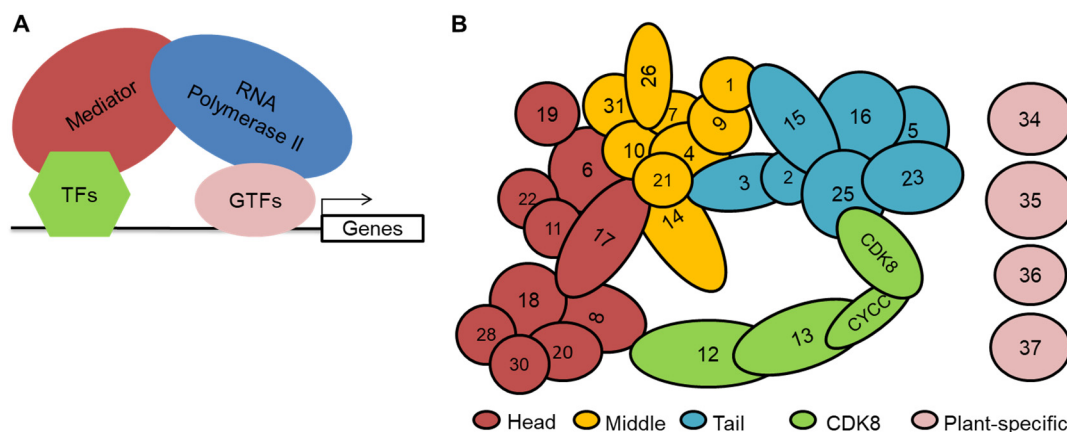 A
Mediator
RNA
Polymerase II
TFs
GTFs
Genes
B
26
1
31
7
9
19
15
16
5
34
10
4
6
21
3
2
25
23
22
11
17
14
35
CDK8
36
CYCC
18
8
28
20
30
12
13
37
Head
Middle
Tail
CDK8
Plant-specific